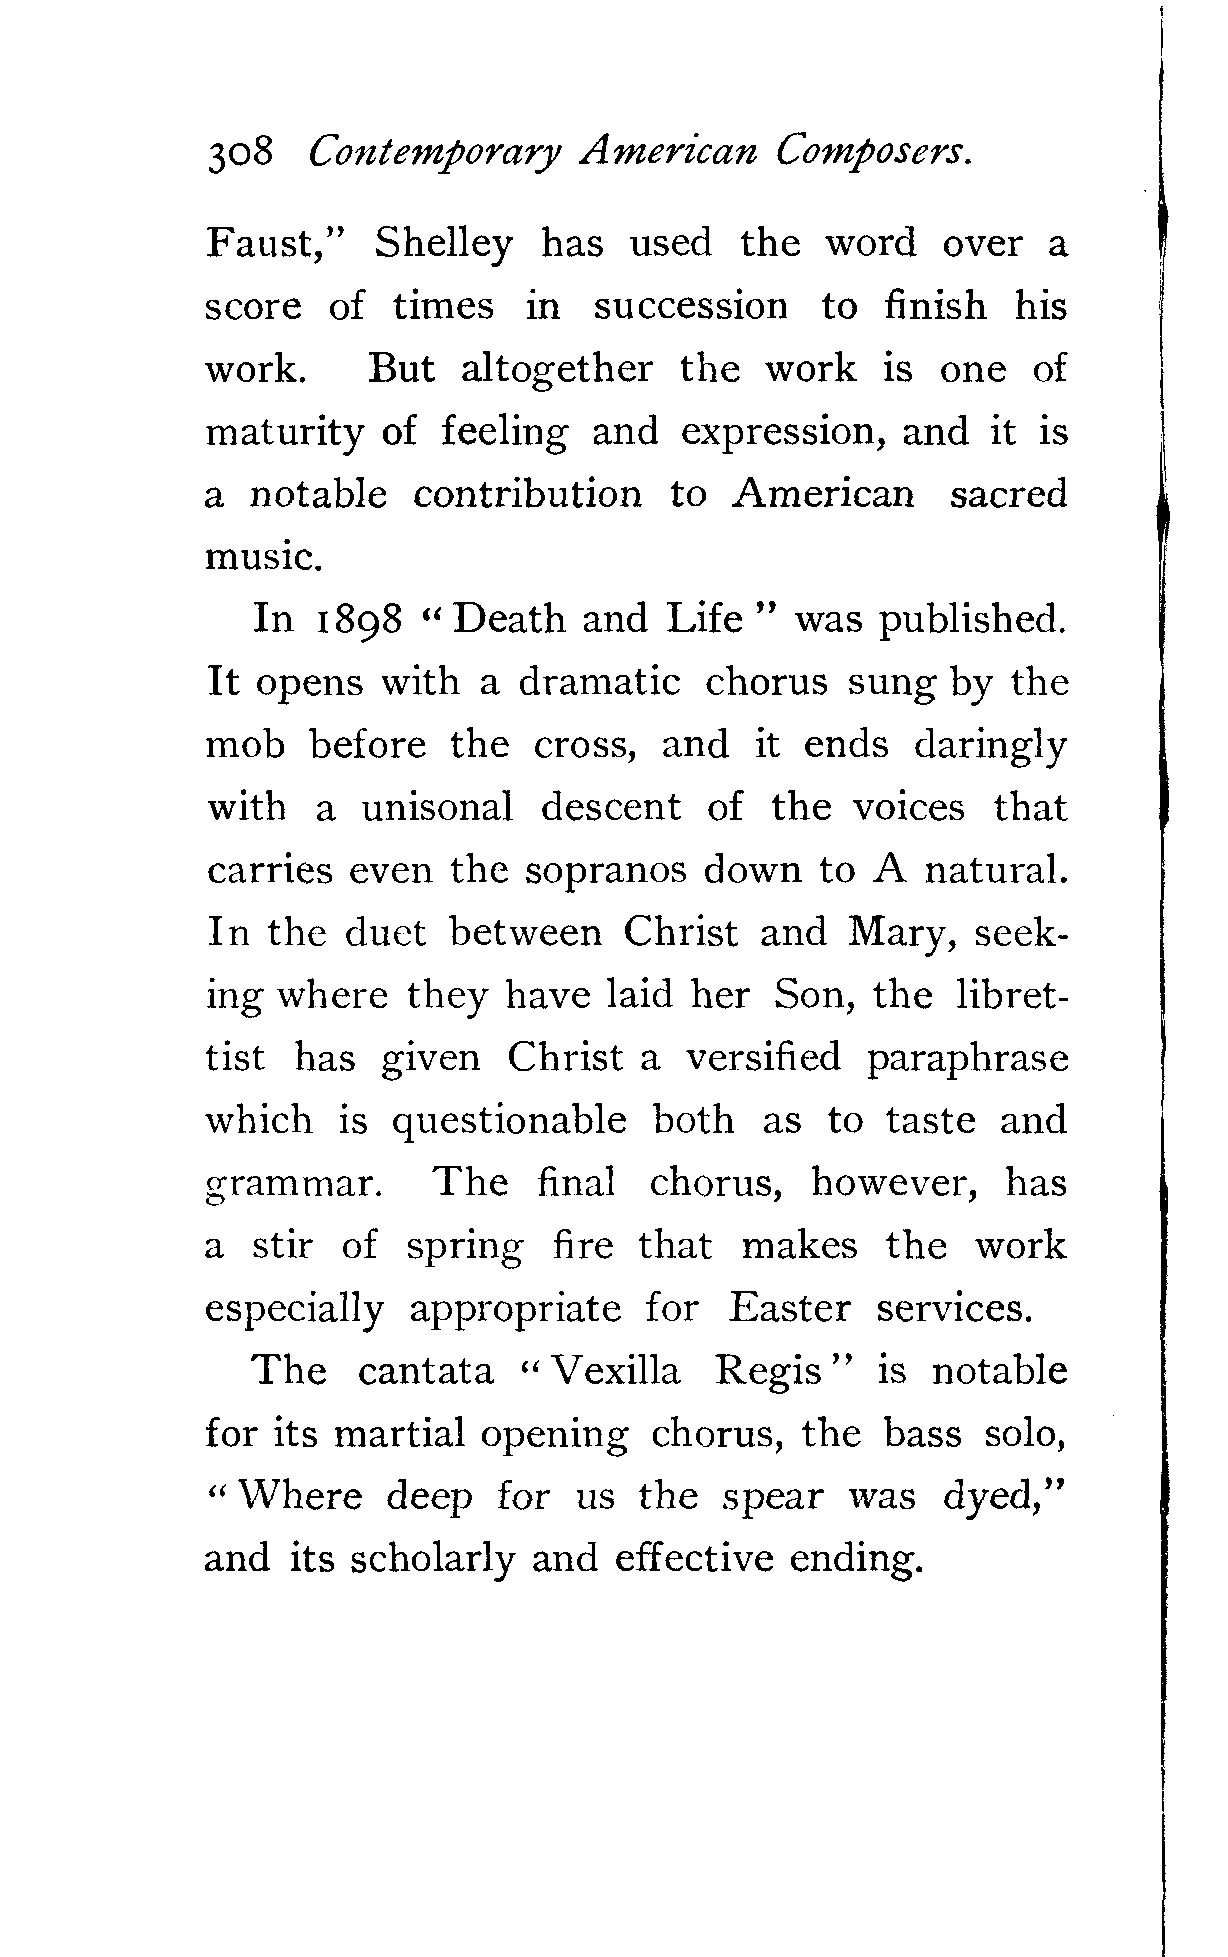 308 Contemporary American Composers.
Faust,” Shelley has used the word over a
score of times in succession to finish his
work. But altogether the work is one of
maturity of feeling and expression, and it is
a notable contribution to American sacred
music.
In 1898 “ Death and Life ” was published.
It opens with a dramatic chorus sung by the
mob before the cross, and it ends daringly
with a unisonal descent of the voices that
carries even the sopranos down to A natural.
In the duet between Christ and Mary, seek-
ing where they have laid her Son, the libret-
tist has given Christ a versified paraphrase
which is questionable both as to taste and
grammar. The final chorus, however, has
a stir of spring fire that makes the work
especially appropriate for Easter services.
The cantata “ Vexilla Regis ” is notable
for its martial opening chorus, the bass solo,
“ Where deep for us the spear was dyed,”
and its scholarly and effective ending.